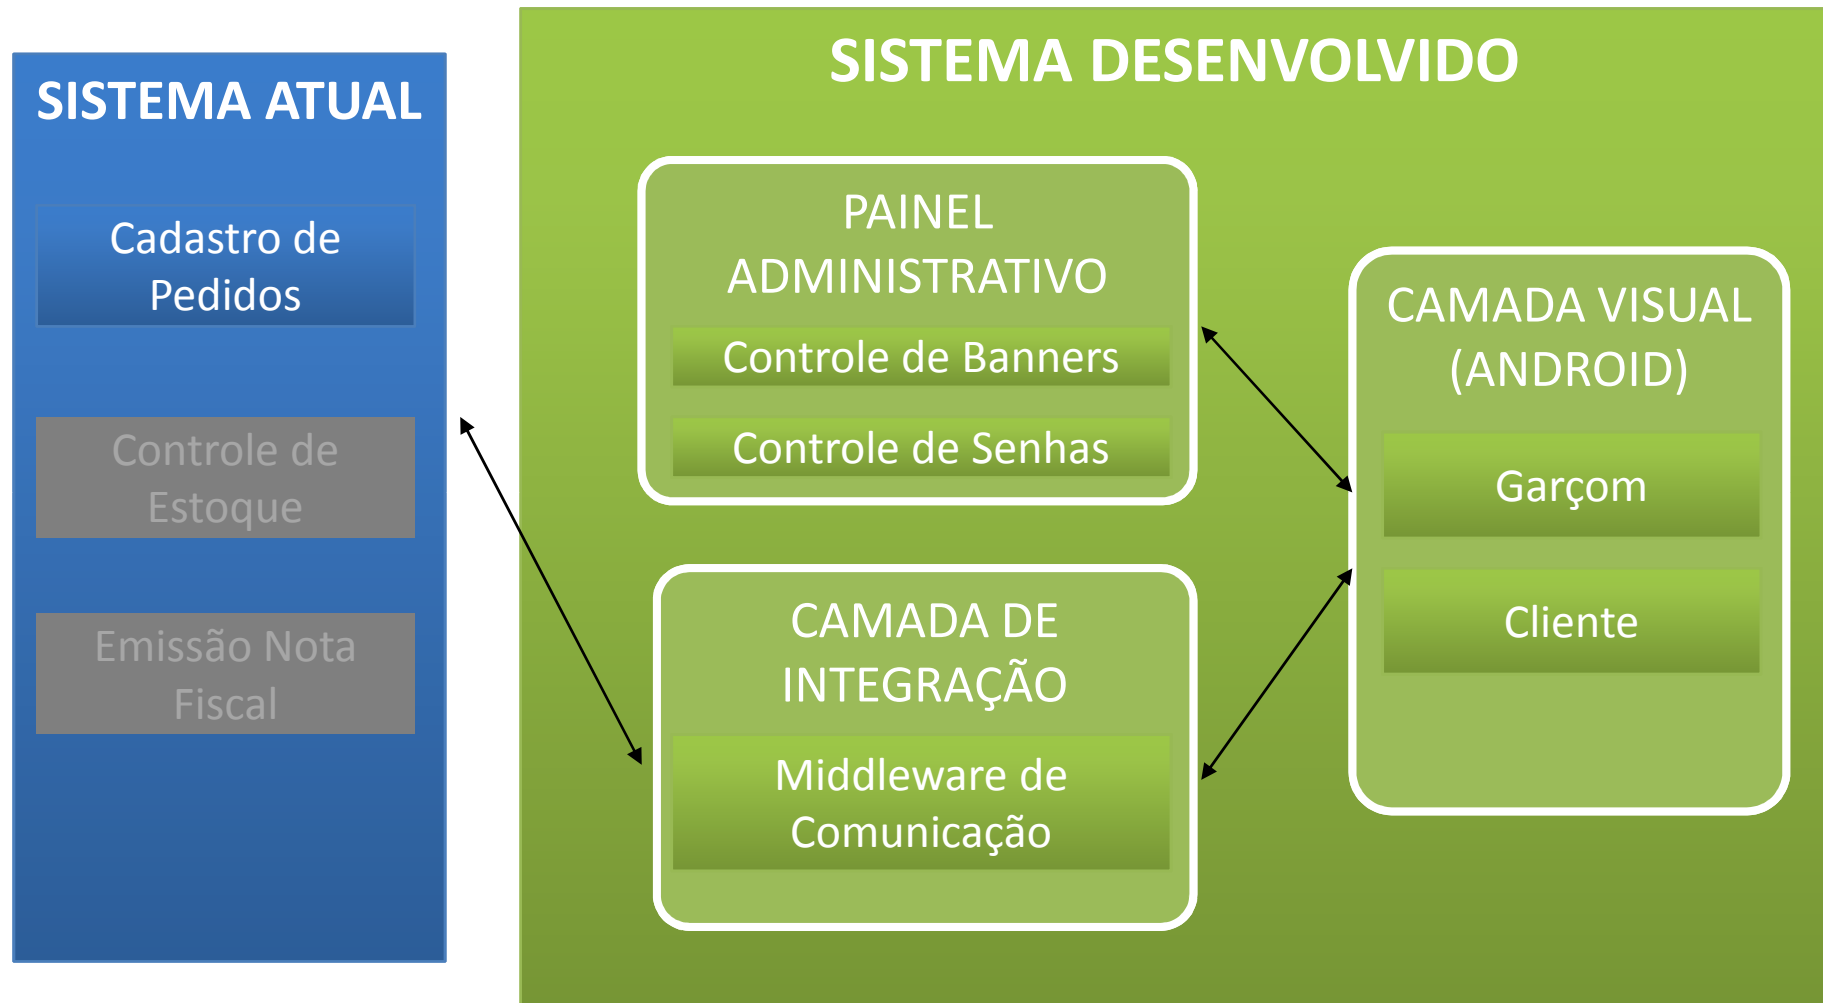 SISTEMA ATUAL
Cadastro de
Pedidos
Controle de
Estoque
Emissão Nota
Fiscal
SISTEMA DESENVOLVIDO
PAINEL
ADMINISTRATIVO
Controle de Banners
Controle de Senhas
CAMADA DE
INTEGRAÇÃO
Middleware de
Comunicação
CAMADA VISUAL
(ANDROID)
Garçom
Cliente